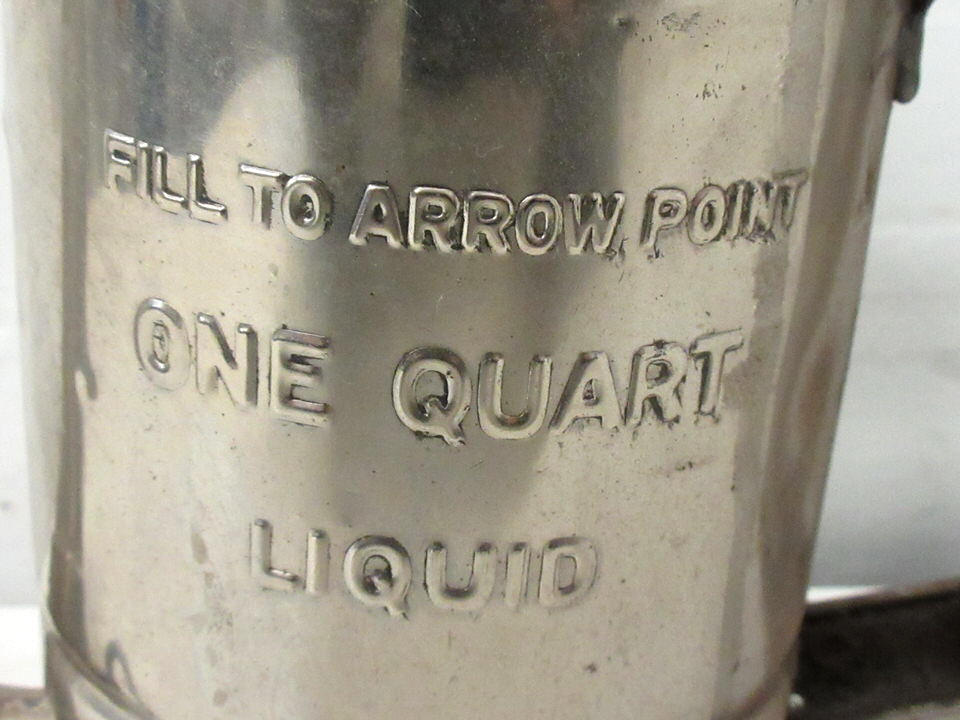 FILL TO ARROW POINT
ONE QUART
LIQUID